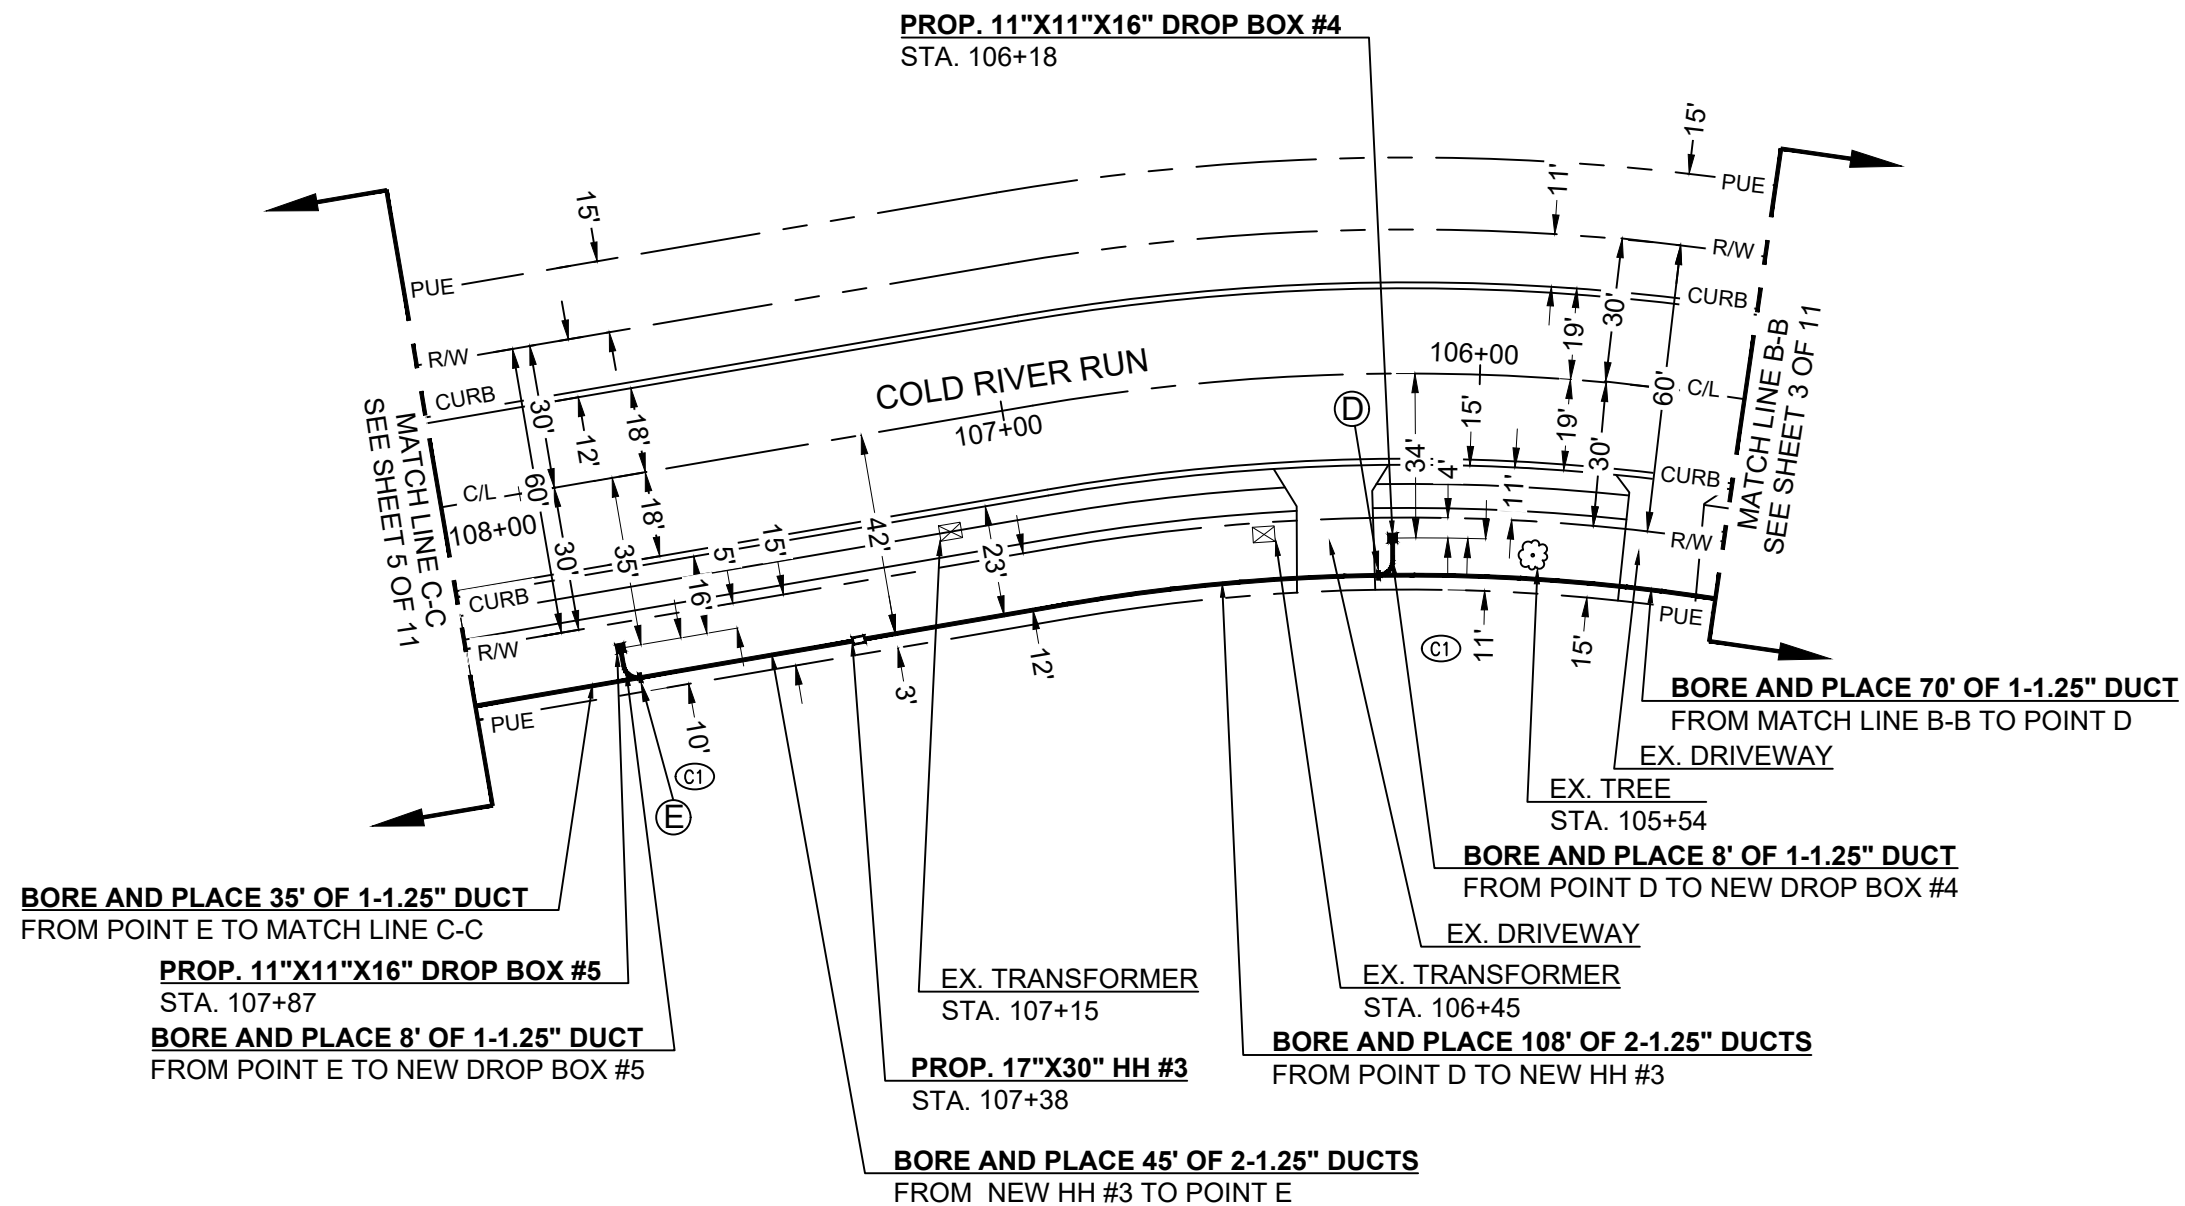 PROP. 11"X11"X16" DROP BOX #4
STA. 106+18
15'
PUE
11'
R/W
CURB
30'
19'
60'
C/L
MATCH LINE B-B
SEE SHEET 3 OF 11
106+00
15'
19'
30'
34'
4'
11'
CURB
R/W
PUE
D
15'
PUE
R/W
CURB
30'
12'
18'
COLD RIVER RUN
107+00
MATCH LINE C-C
SEE SHEET 5 OF 11
C/L
108+00
60'
30'
35'
18'
5'
15'
16'
42'
23'
CURB
R/W
PUE
10'
C1
E
3'
12'
C1
11'
15'
BORE AND PLACE 70' OF 1-1.25" DUCT
FROM MATCH LINE B-B TO POINT D
EX. DRIVEWAY
EX. TREE
STA. 105+54
BORE AND PLACE 8' OF 1-1.25" DUCT
FROM POINT D TO NEW DROP BOX #4
EX. DRIVEWAY
EX. TRANSFORMER
STA. 106+45
BORE AND PLACE 108' OF 2-1.25" DUCTS
FROM POINT D TO NEW HH #3
EX. TRANSFORMER
STA. 107+15
PROP. 17"X30" HH #3
STA. 107+38
BORE AND PLACE 45' OF 2-1.25" DUCTS
FROM NEW HH #3 TO POINT E
BORE AND PLACE 35' OF 1-1.25" DUCT
FROM POINT E TO MATCH LINE C-C
PROP. 11"X11"X16" DROP BOX #5
STA. 107+87
BORE AND PLACE 8' OF 1-1.25" DUCT
FROM POINT E TO NEW DROP BOX #5